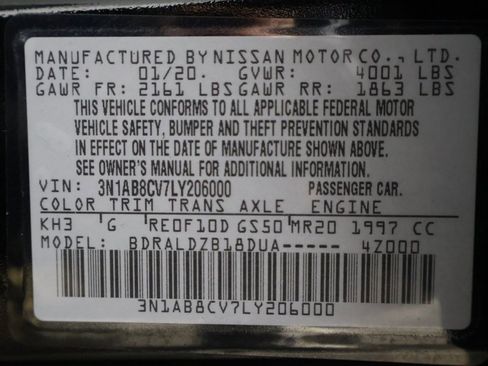 MANUFACTURED BY NISSAN MOTOR CO., LTD.
DATE: 01/20. GVWR: 4001 LBS
GAWR FR: 2161 LBS GAWR RR: 1863 LBS
THIS VEHICLE CONFORMS TO ALL APPLICABLE FEDERAL MOTOR
VEHICLE SAFETY, BUMPER AND THEFT PREVENTION STANDARDS
IN EFFECT ON THE DATE OF MANUFACTURE SHOWN ABOVE.
SEE OWNER'S MANUAL FOR ADDITIONAL INFORMATION.
VIN: 3N1AB8CV7LY206000 PASSENGER CAR.
COLOR TRIM TRANS AXLE ENGINE
KH3 G RE0F10D GS50 MR20 1997 CC
MODEL: BDRALDZB18DUA----- 4Z000
3N1AB8CV7LY206000